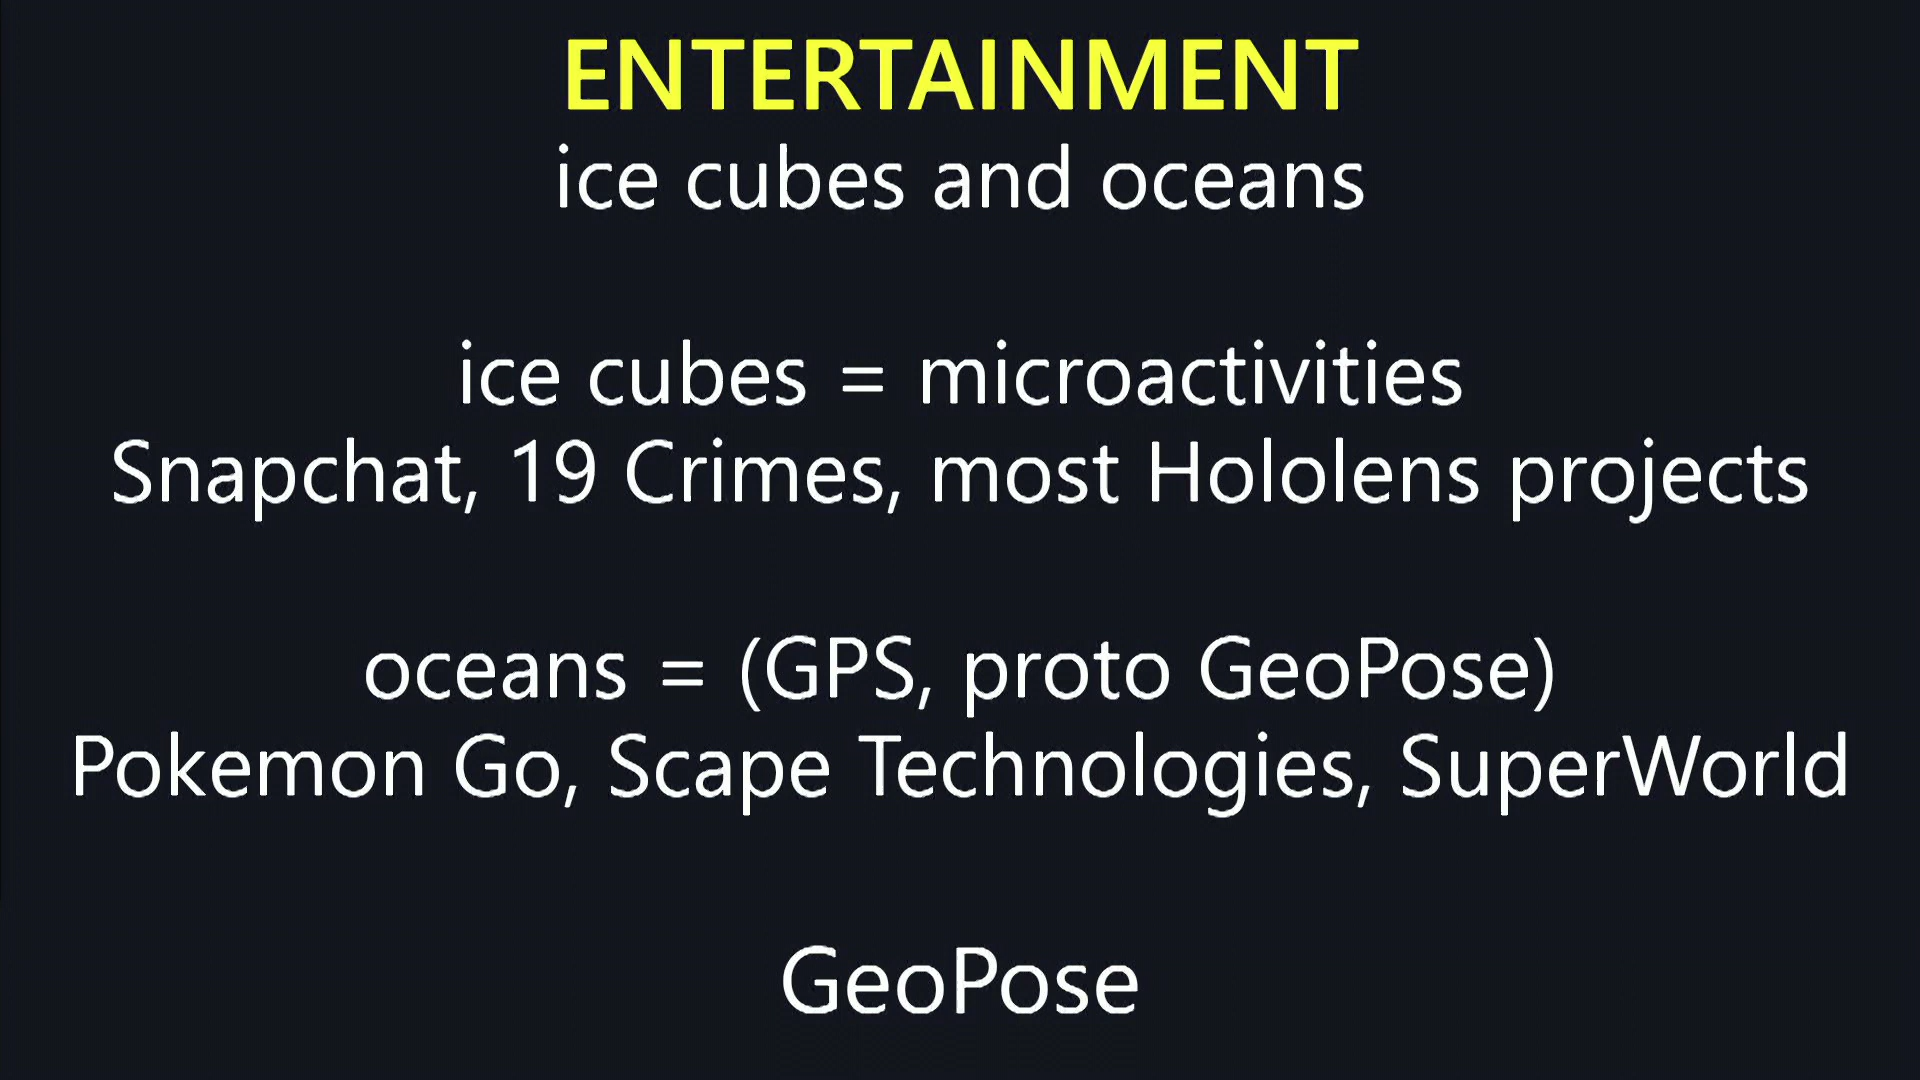 ENTERTAINMENT
ice cubes and oceans
ice cubes = microactivities
Snapchat, 19 Crimes, most Hololens projects
oceans = (GPS, proto GeoPose)
Pokemon Go, Scape Technologies, SuperWorld
GeoPose